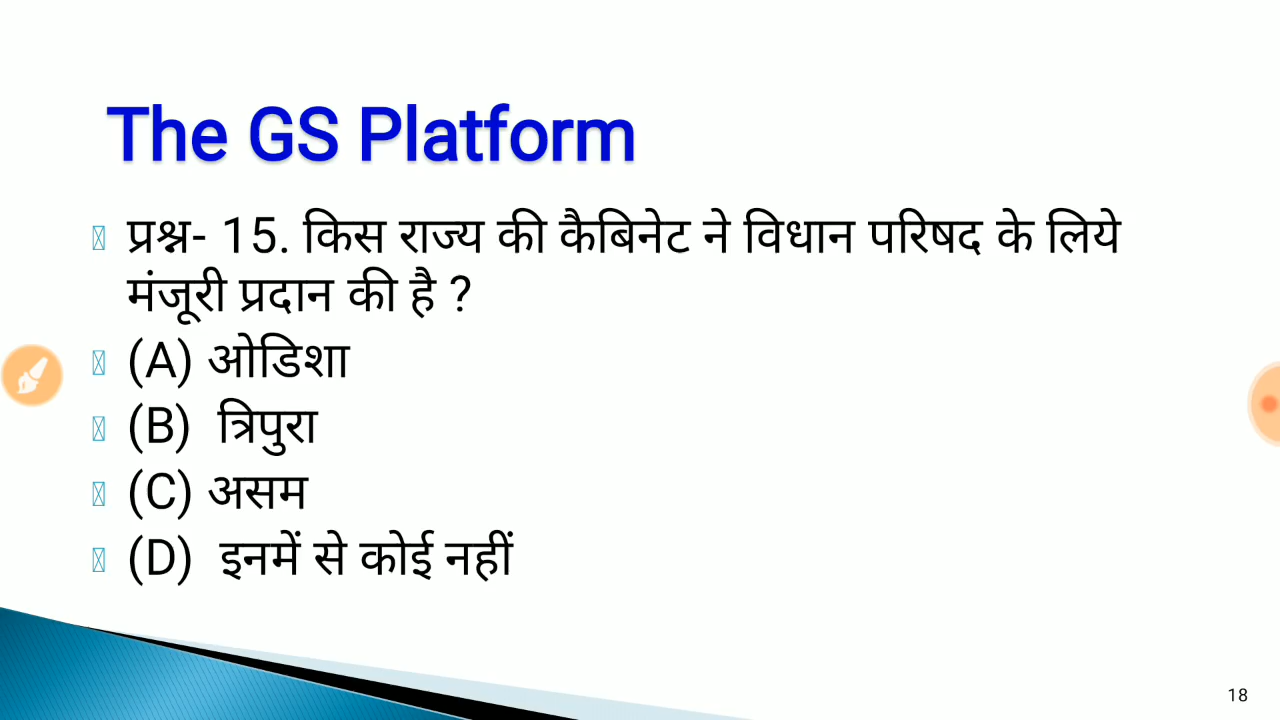 The GS Platform
प्रश्न- 15. किस राज्य की कैबिनेट ने विधान परिषद के लिये
मंजूरी प्रदान की है ?
(A) ओडिशा
(B) त्रिपुरा
(C) असम
(D) इनमें से कोई नहीं
18